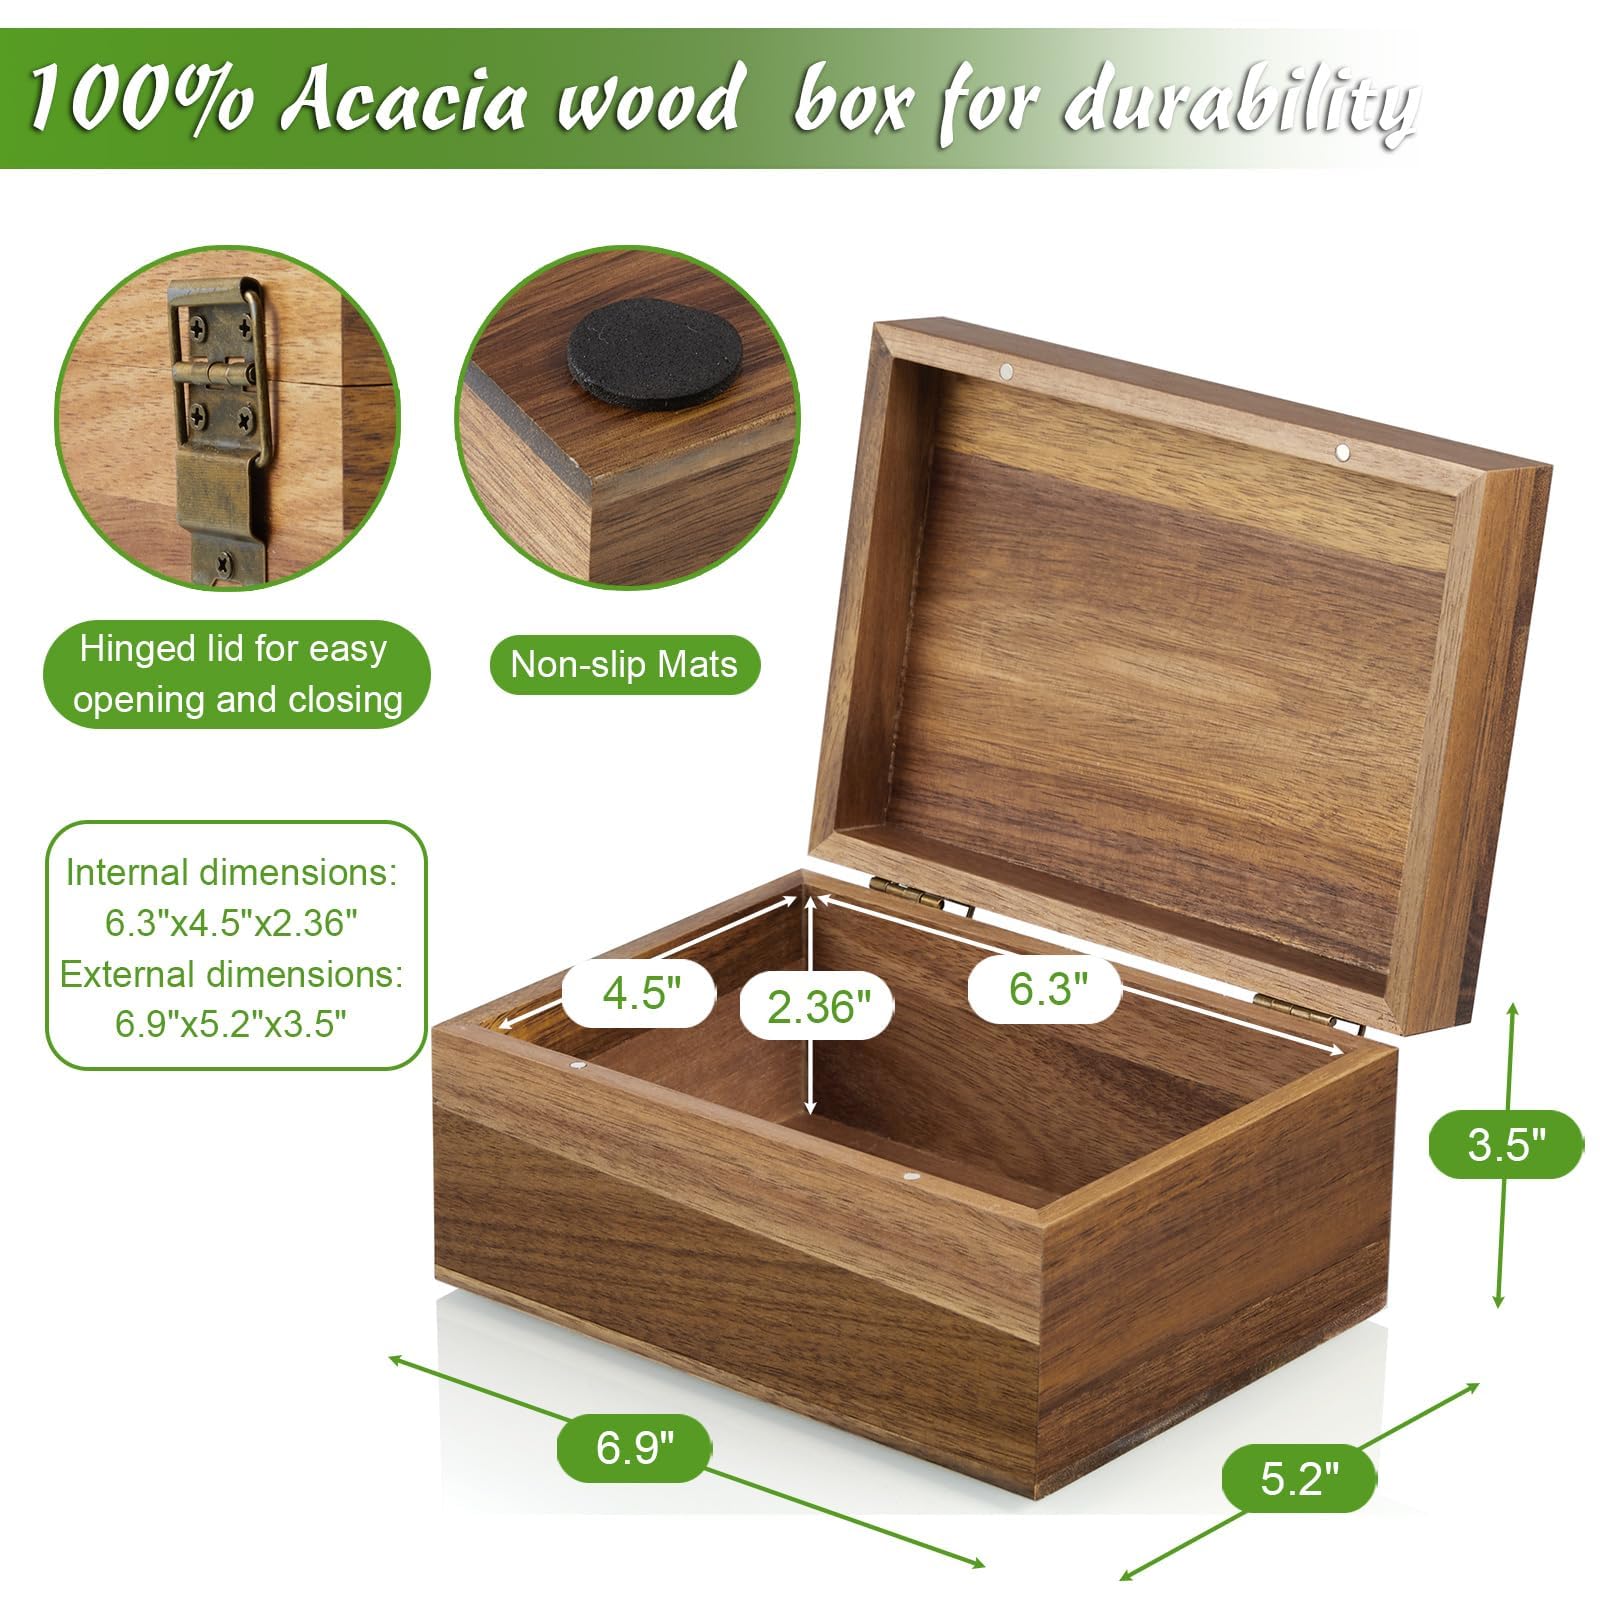 100% Acacia wood box for durability
Hinged lid for easy
opening and closing
Non-slip Mats
Internal dimensions:
6.3"x4.5"x2.36"
External dimensions:
6.9"x5.2"x3.5"
4.5"
2.36"
6.3"
3.5"
6.9"
5.2"